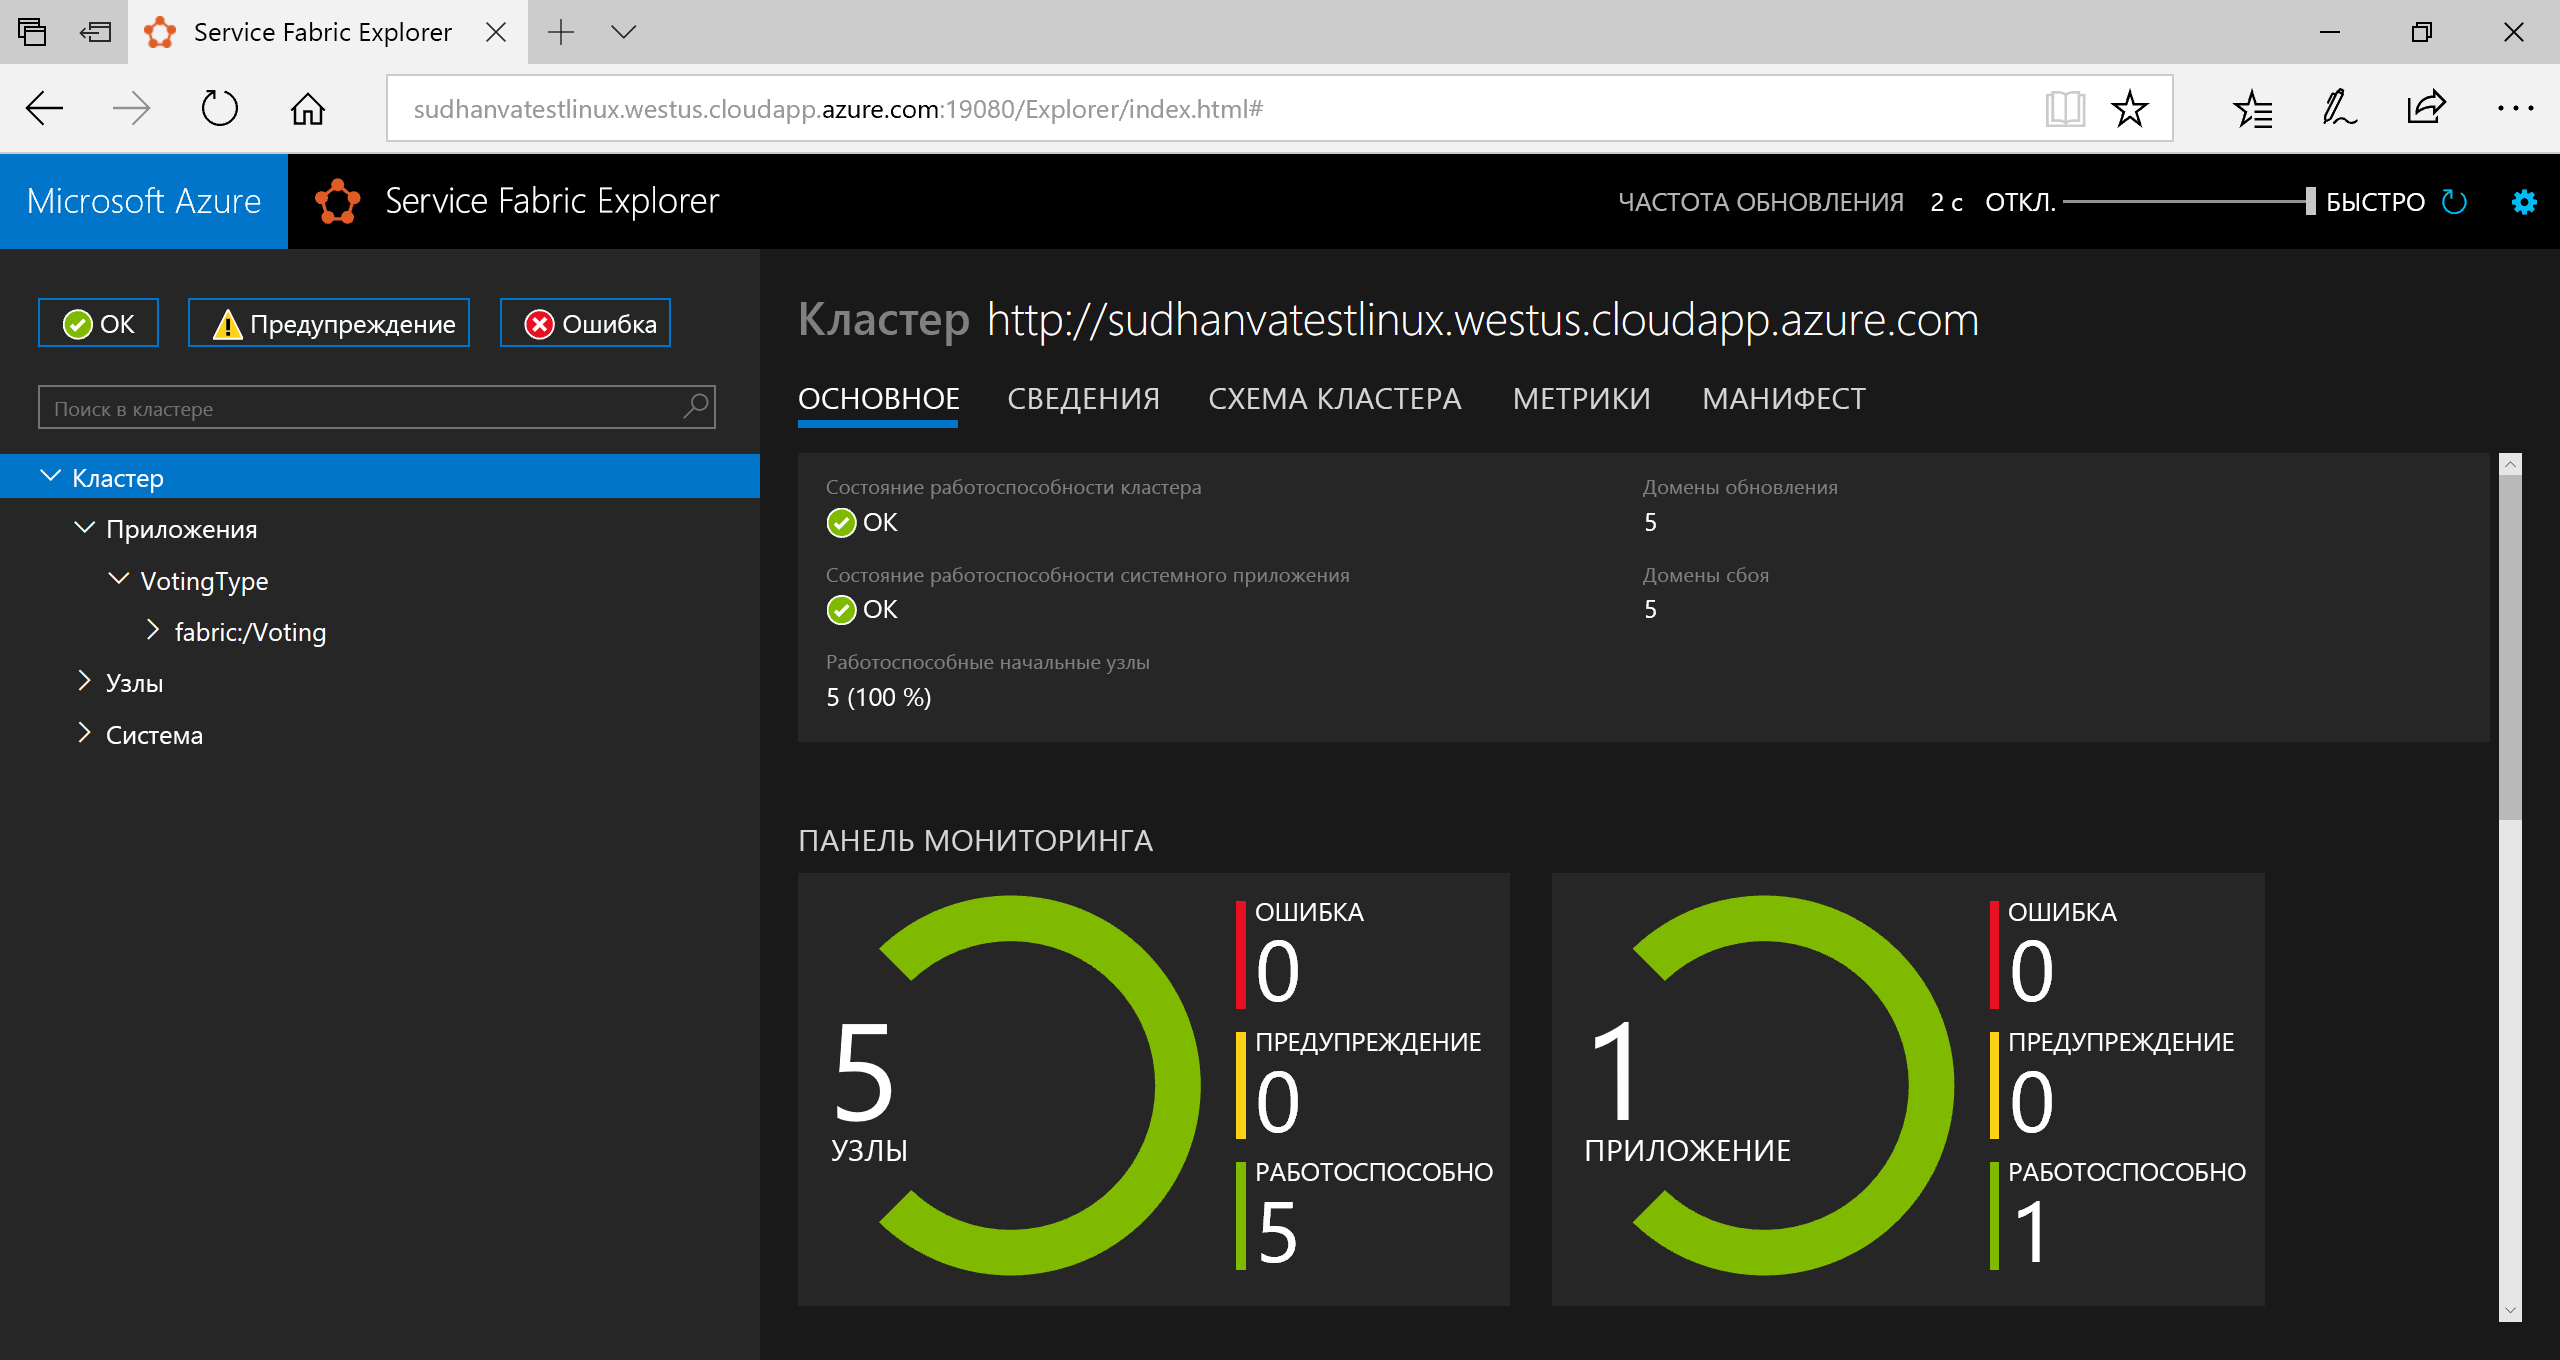 Service Fabric Explorer
sudhanvatestlinux.westus.cloudapp.azure.com:19080/Explorer/index.html#
Microsoft Azure
Service Fabric Explorer
ЧАСТОТА ОБНОВЛЕНИЯ 2 с ОТКЛ. БЫСТРО
ОК
Предупреждение
Ошибка
Поиск в кластере
Кластер
Приложения
VotingType
fabric:/Voting
Узлы
Система
Кластер http://sudhanvatestlinux.westus.cloudapp.azure.com
ОСНОВНОЕ СВЕДЕНИЯ СХЕМА КЛАСТЕРА МЕТРИКИ МАНИФЕСТ
Состояние работоспособности кластера
ОК
Домены обновления
5
Состояние работоспособности системного приложения
ОК
Домены сбоя
5
Работоспособные начальные узлы
5 (100 %)
ПАНЕЛЬ МОНИТОРИНГА
5
УЗЛЫ
ОШИБКА
0
ПРЕДУПРЕЖДЕНИЕ
0
РАБОТОСПОСОБНО
5
1
ПРИЛОЖЕНИЕ
ОШИБКА
0
ПРЕДУПРЕЖДЕНИЕ
0
РАБОТОСПОСОБНО
1